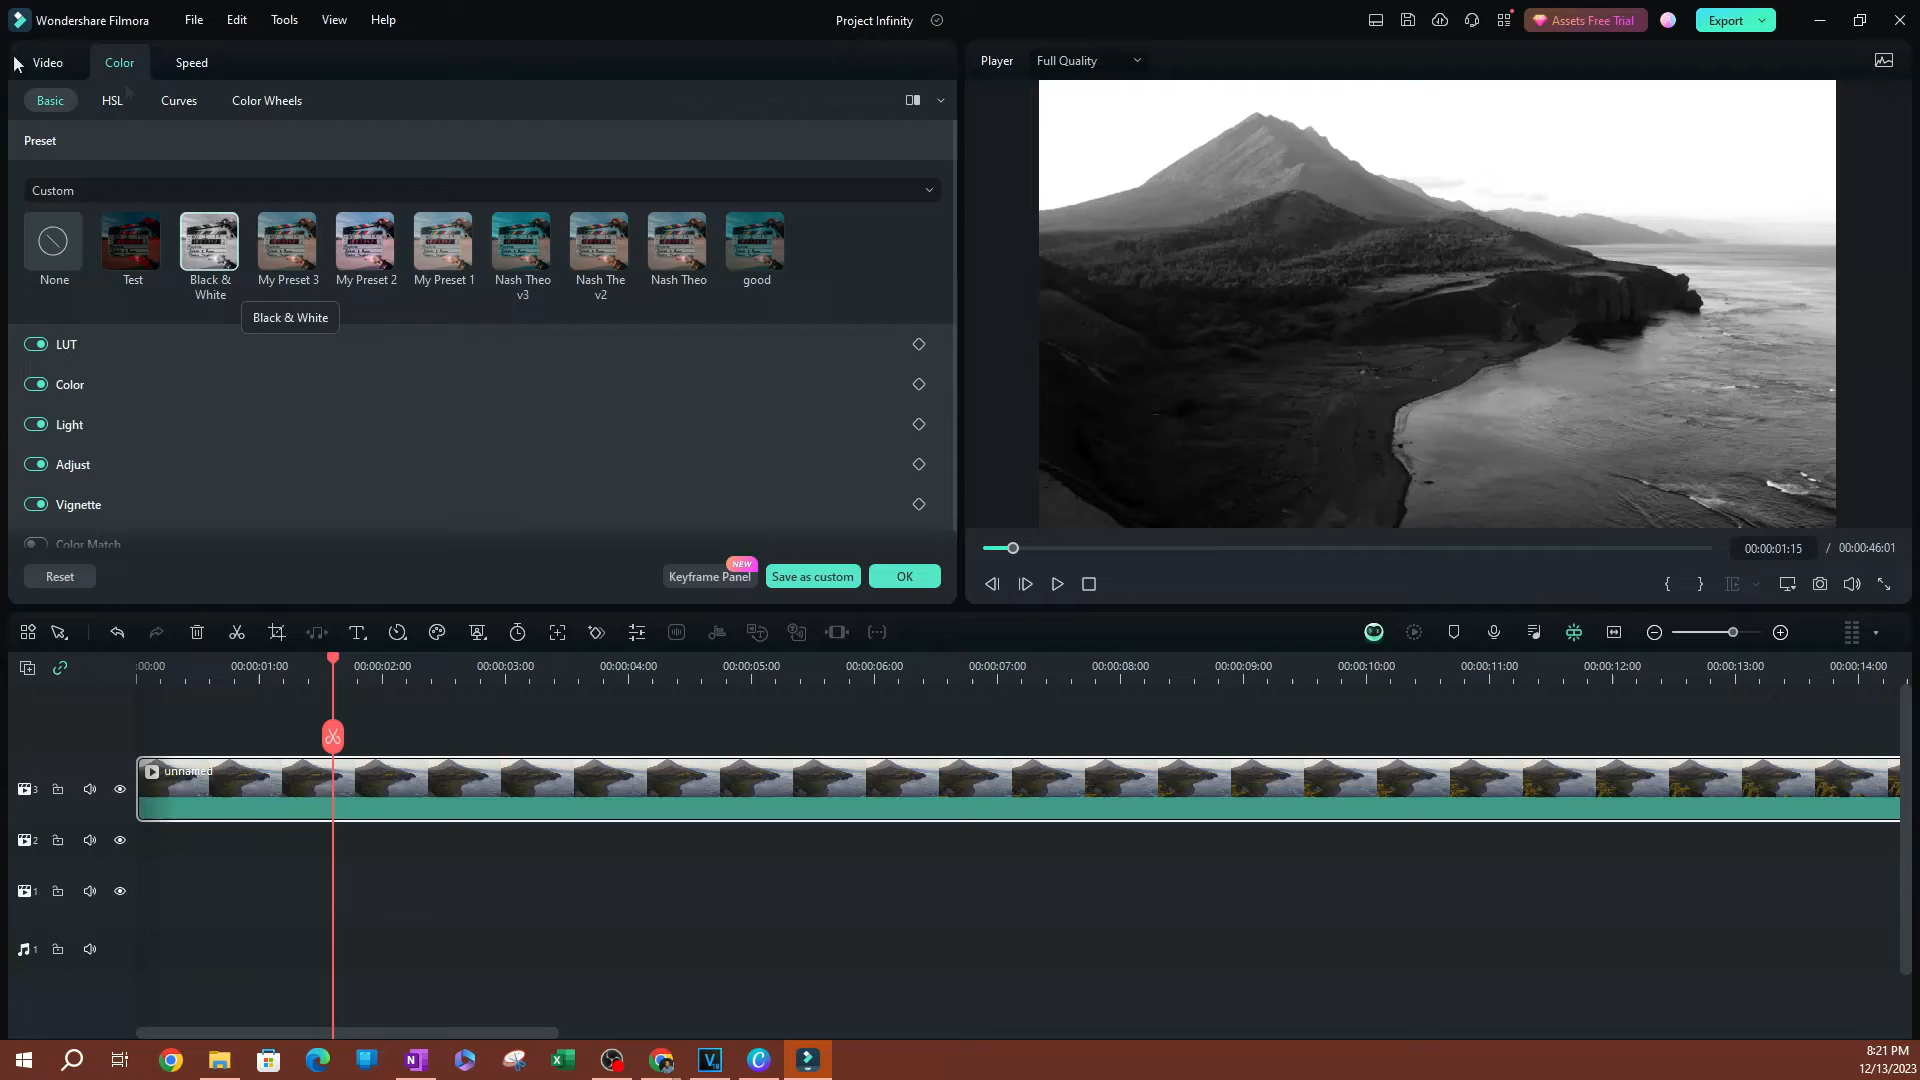 Wondershare Filmora
File
Edit
Tools
View
Help
Project Infinity
Assets Free Trial
Export
Video
Color
Speed
Player
Full Quality
Basic
HSL
Curves
Color Wheels
Preset
Custom
None
Test
Black &
White
My Preset 3
My Preset 2
My Preset 1
Nash Theo
v3
Nash The
v2
Nash Theo
good
Black & White
LUT
Color
Light
Adjust
Vignette
Color Match
Reset
NEW
Keyframe Panel
Save as custom
OK
00:00:01:15 / 00:00:46:01
:00:00
00:00:01:00
00:00:02:00
00:00:03:00
00:00:04:00
00:00:05:00
00:00:06:00
00:00:07:00
00:00:08:00
00:00:09:00
00:00:10:00
00:00:11:00
00:00:12:00
00:00:13:00
00:00:14:00
unnamed
3
2
1
1
8:21 PM
12/13/2023